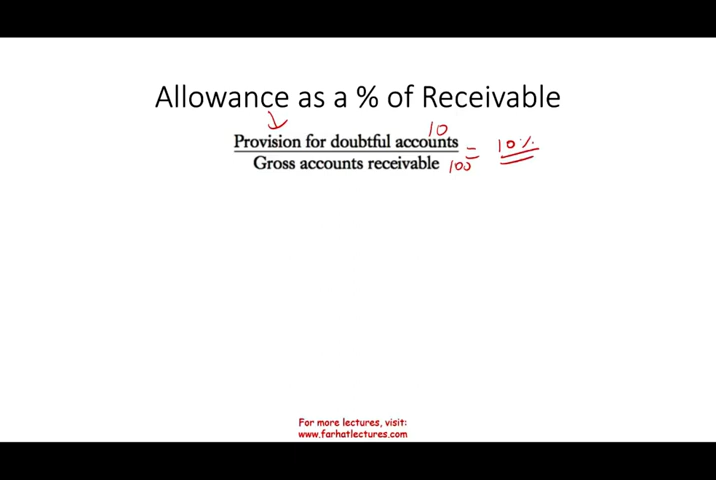 Allowance as a % of Receivable
10
Provision for doubtful accounts
Gross accounts receivable
100
= 10%
For more lectures, visit:
www.farhatlectures.com